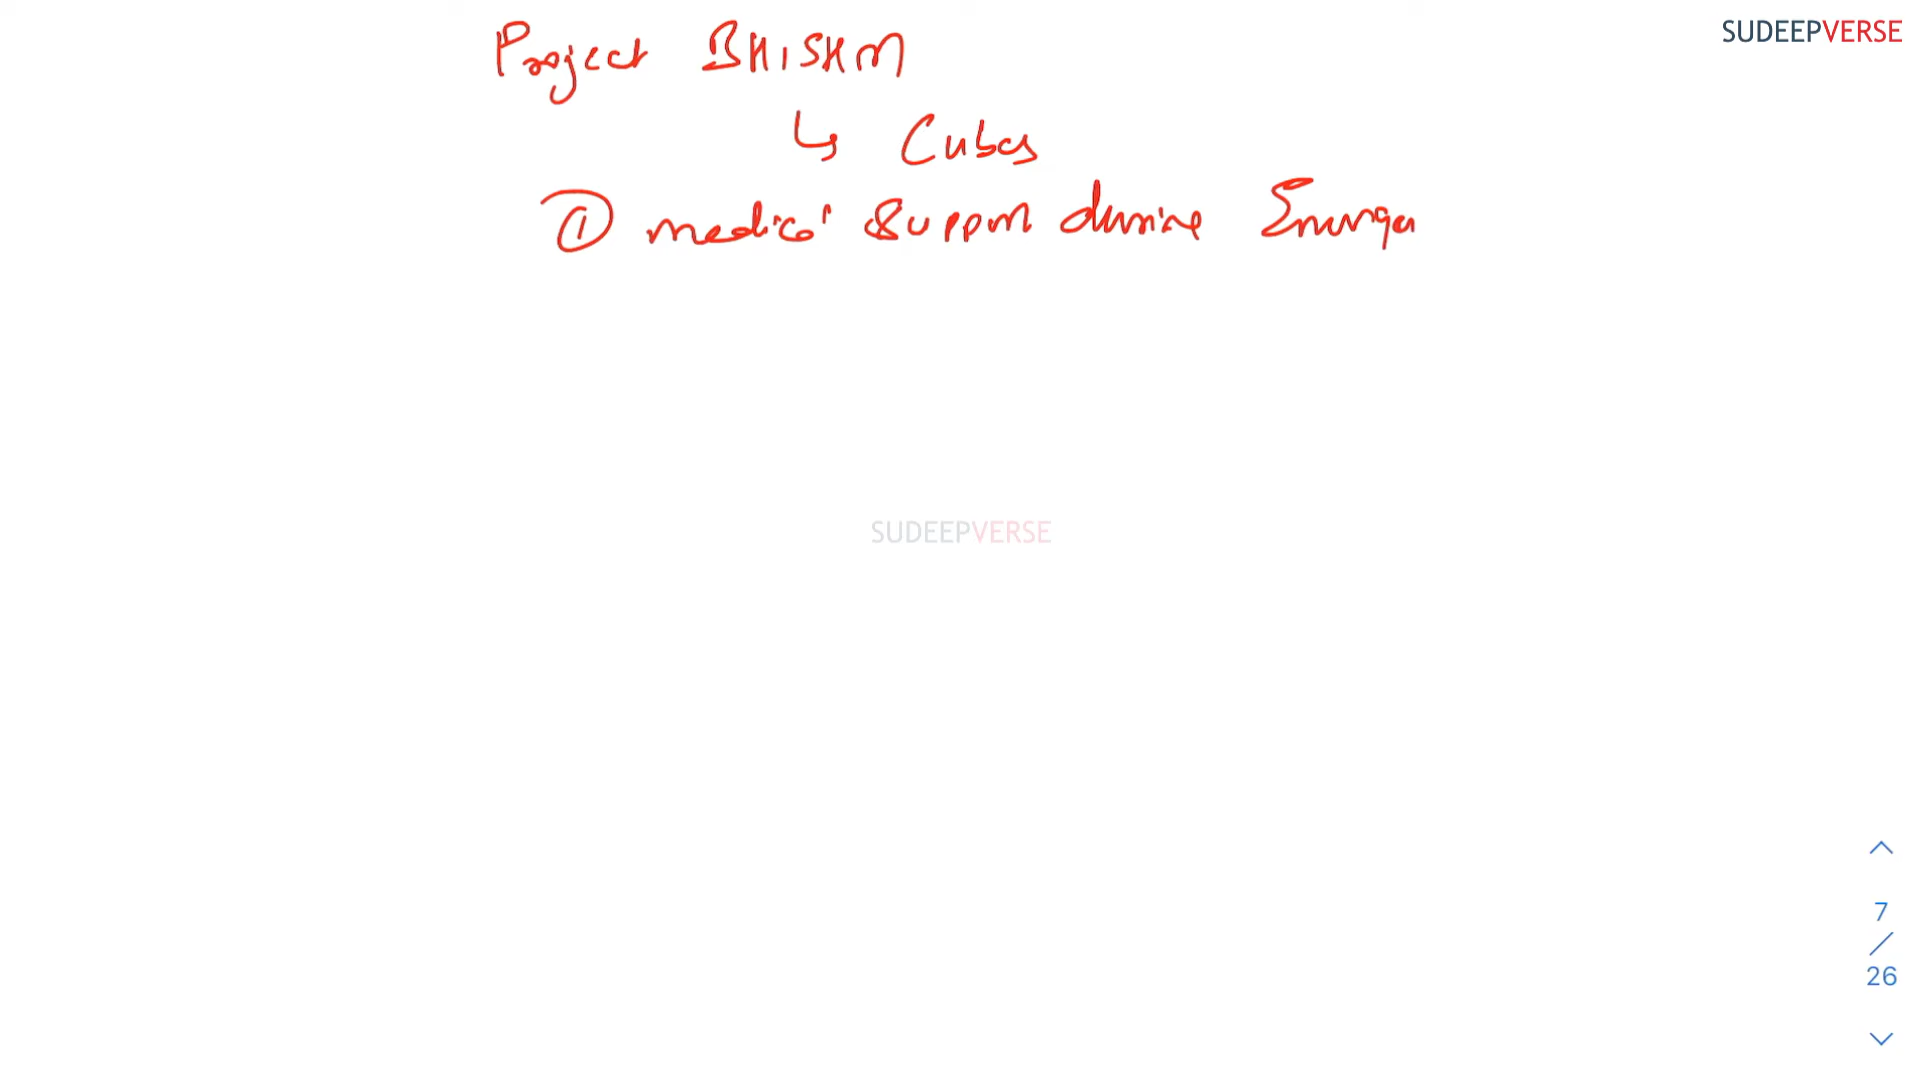 SUDEEPVERSE
Project BHISHM
↳ Cubes
① medical Support during Emergen
SUDEEPVERSE
7
/
26